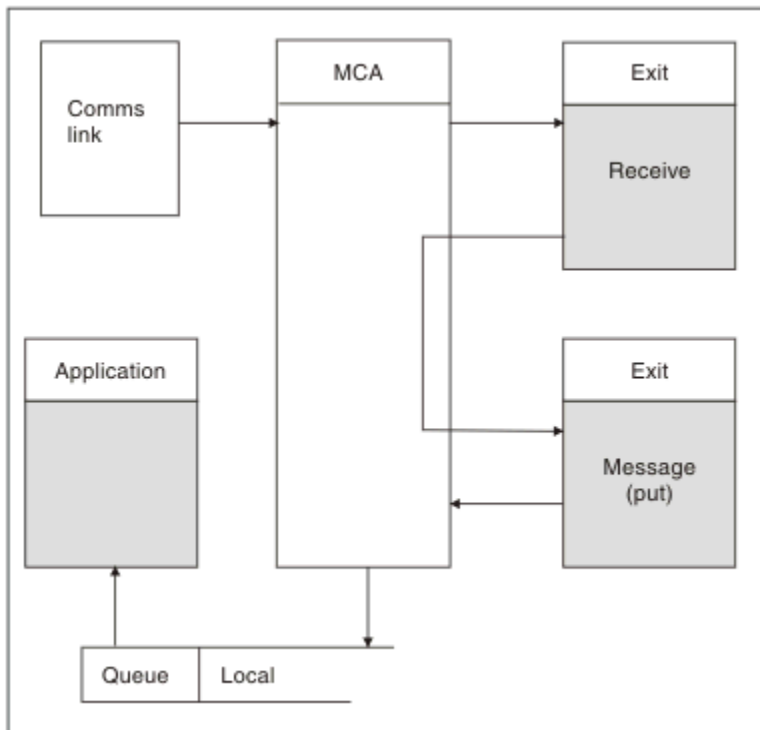 Comms
link
MCA
Exit
Receive
Application
Exit
Message
(put)
Queue
Local